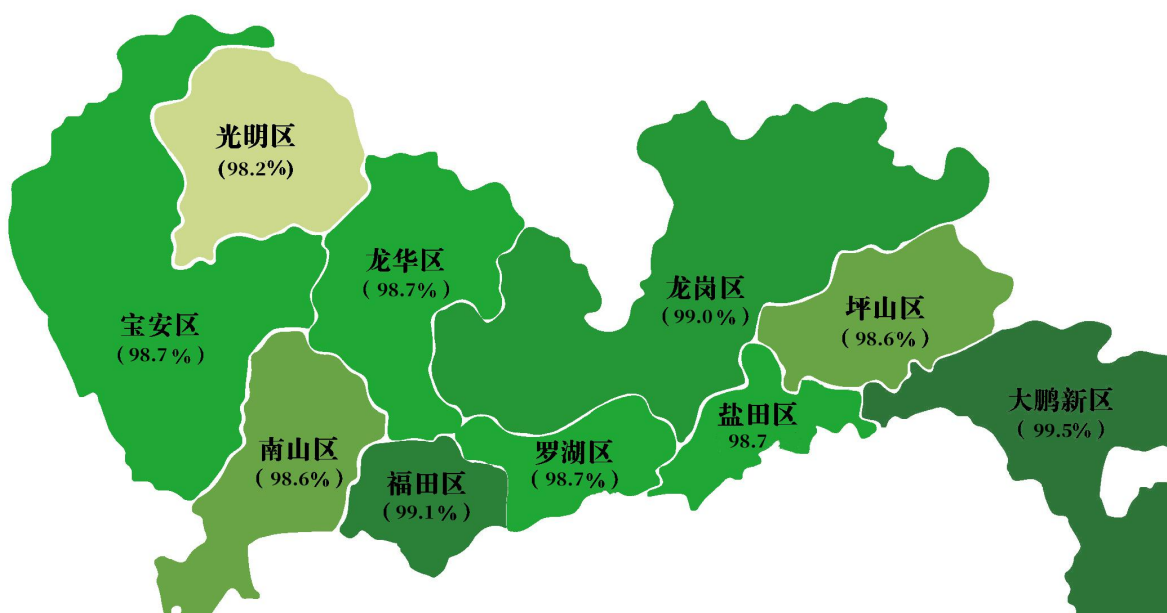 光明区
(98.2%)
龙华区
(98.7%)
龙岗区
(99.0%)
坪山区
(98.6%)
宝安区
(98.7%)
大鹏新区
(99.5%)
盐田区
98.7
南山区
(98.6%)
罗湖区
(98.7%)
福田区
(99.1%)